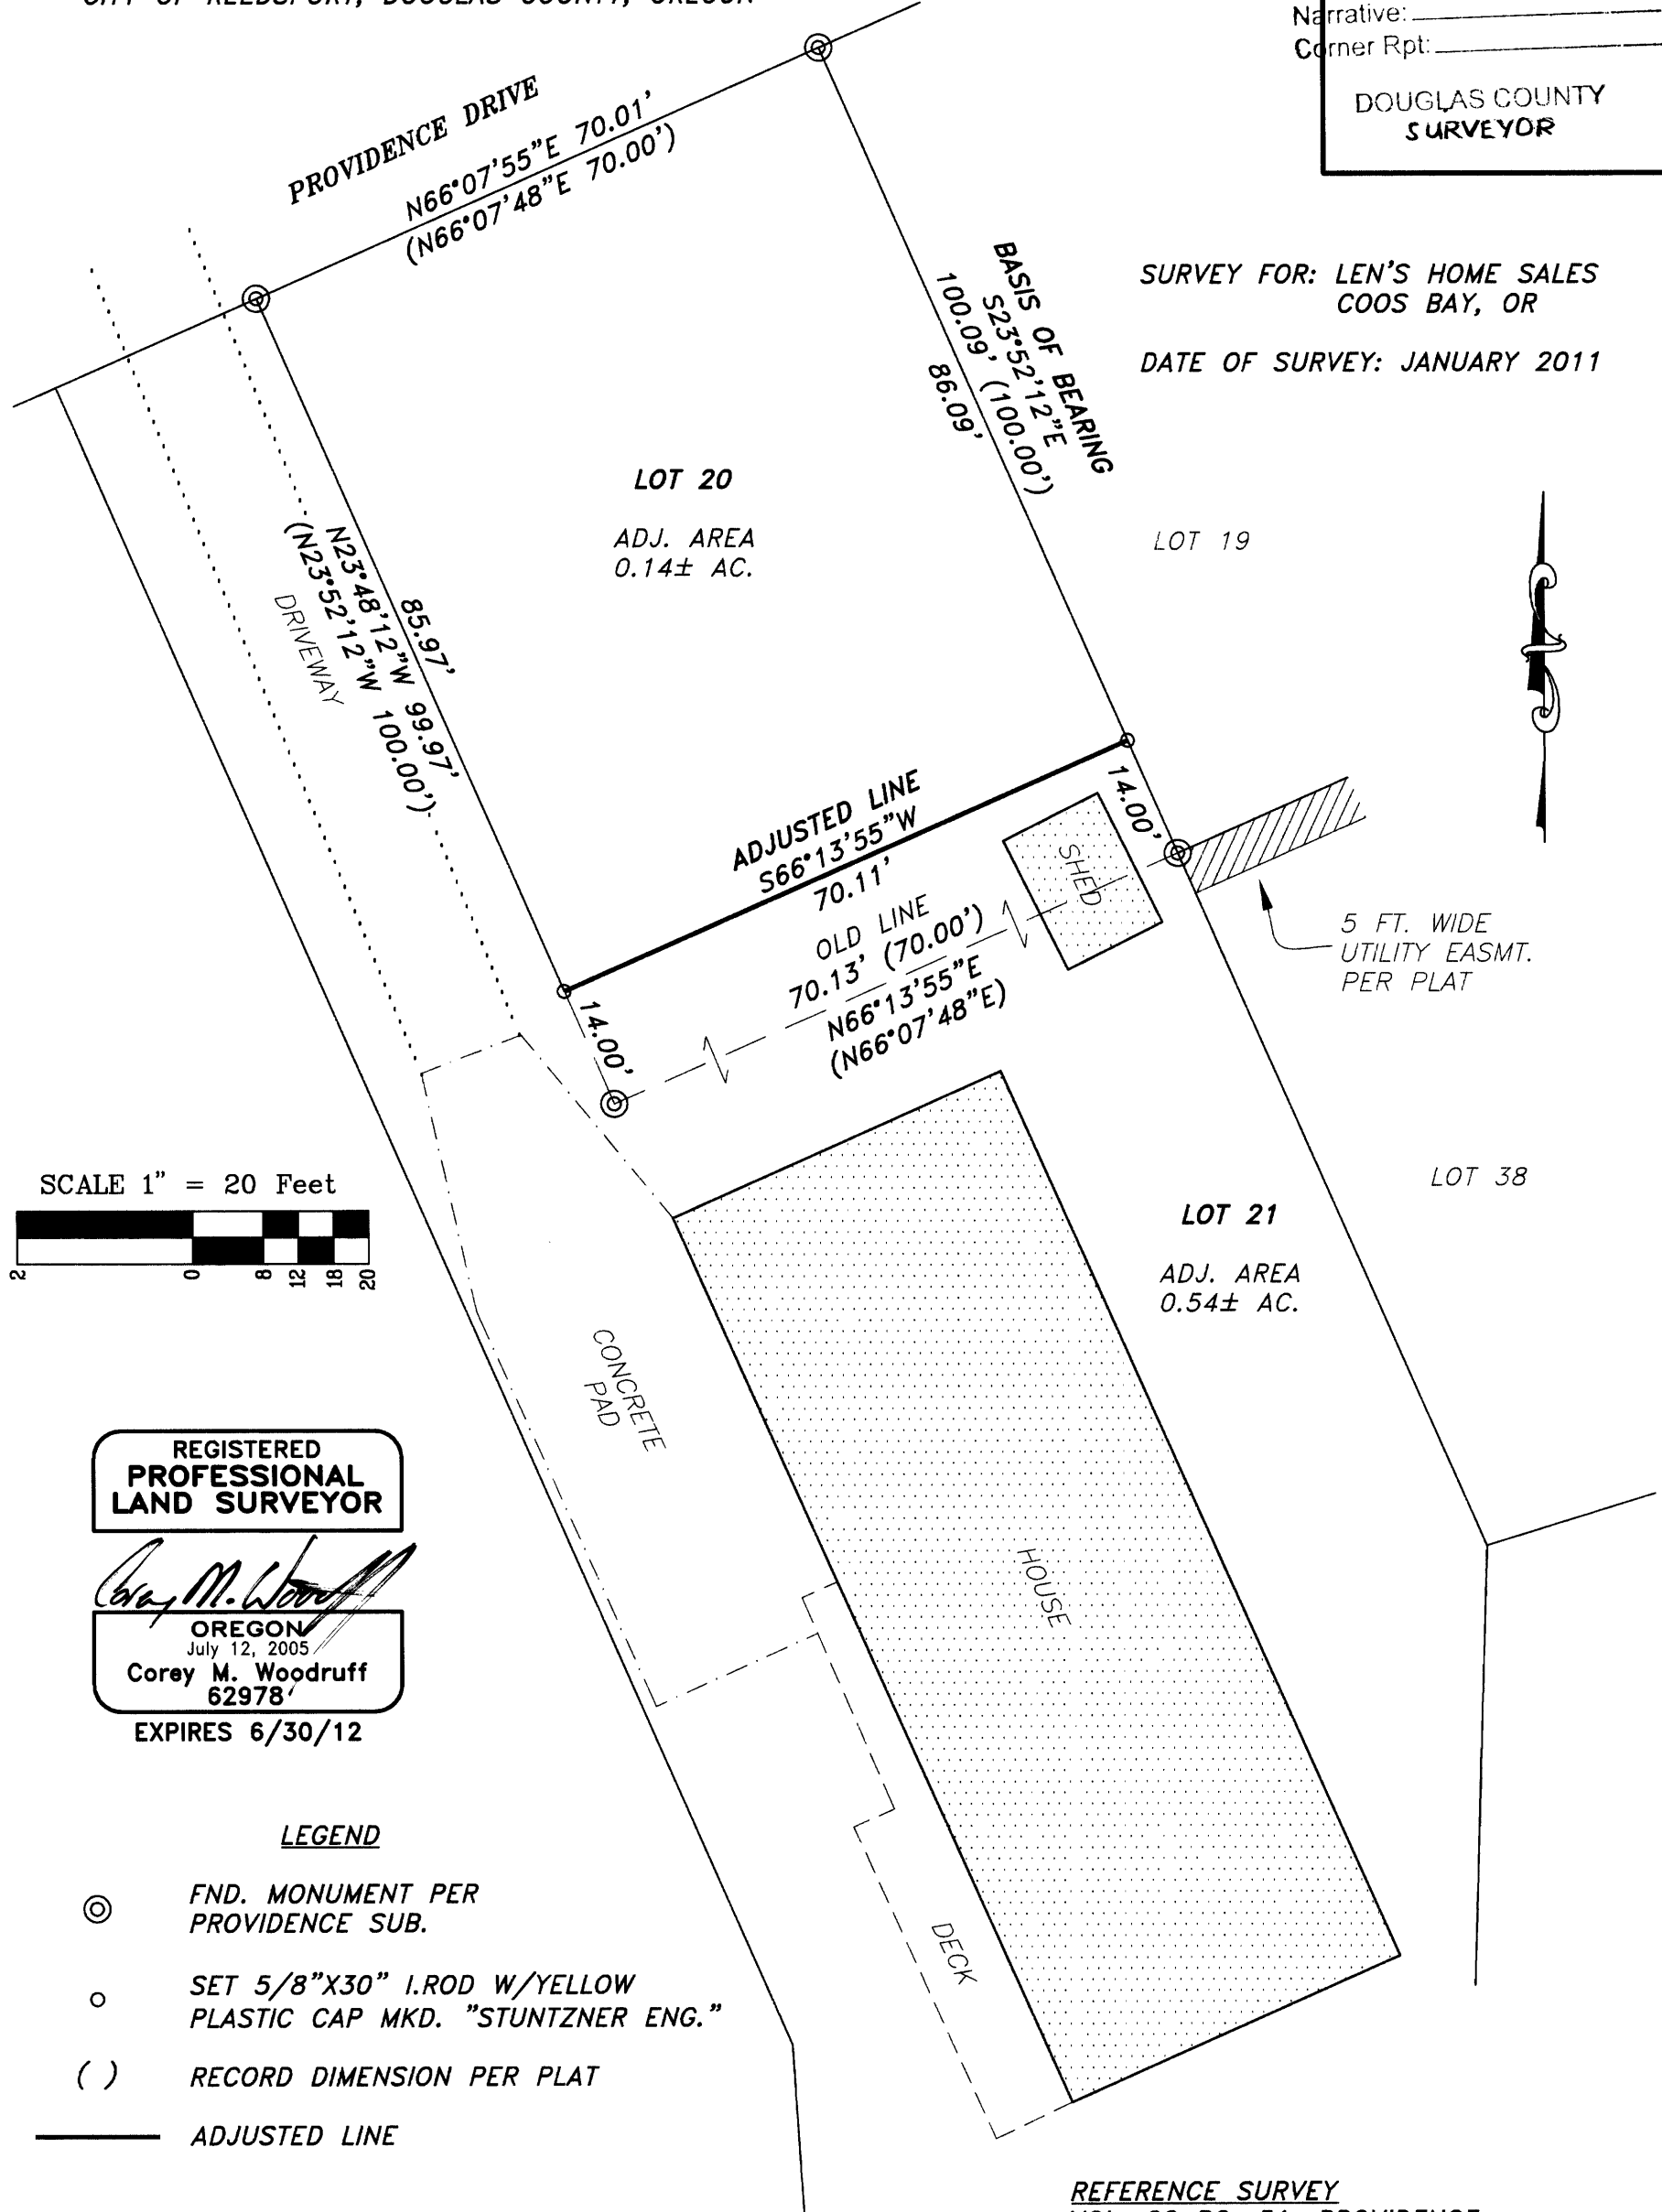 CITY OF REEDSPORT, DOUGLAS COUNTY, OREGON
Narrative:
Corner Rpt:
DOUGLAS COUNTY
SURVEYOR
PROVIDENCE DRIVE
N66°07'55"E 70.01'
(N66°07'48"E 70.00')
BASIS OF BEARING
S23°52'12"E
100.09' (100.00')
86.09'
SURVEY FOR: LEN'S HOME SALES
COOS BAY, OR
DATE OF SURVEY: JANUARY 2011
LOT 20
ADJ. AREA
0.14± AC.
LOT 19
85.97'
N23°48'12"W 99.97'
(N23°52'12"W 100.00')
DRIVEWAY
ADJUSTED LINE
S66°13'55"W
70.11'
14.00'
SHED
OLD LINE
70.13' (70.00')
N66°13'55"E
(N66°07'48"E)
14.00'
5 FT. WIDE
UTILITY EASMT.
PER PLAT
SCALE 1" = 20 Feet
2 0 8 12 18 20
LOT 38
LOT 21
ADJ. AREA
0.54± AC.
CONCRETE
PAD
HOUSE
DECK
REGISTERED
PROFESSIONAL
LAND SURVEYOR
Corey M. Woodruff
OREGON
July 12, 2005
Corey M. Woodruff
62978
EXPIRES 6/30/12
LEGEND
FND. MONUMENT PER
PROVIDENCE SUB.
SET 5/8"X30" I.ROD W/YELLOW
PLASTIC CAP MKD. "STUNTZNER ENG."
( ) RECORD DIMENSION PER PLAT
ADJUSTED LINE
REFERENCE SURVEY